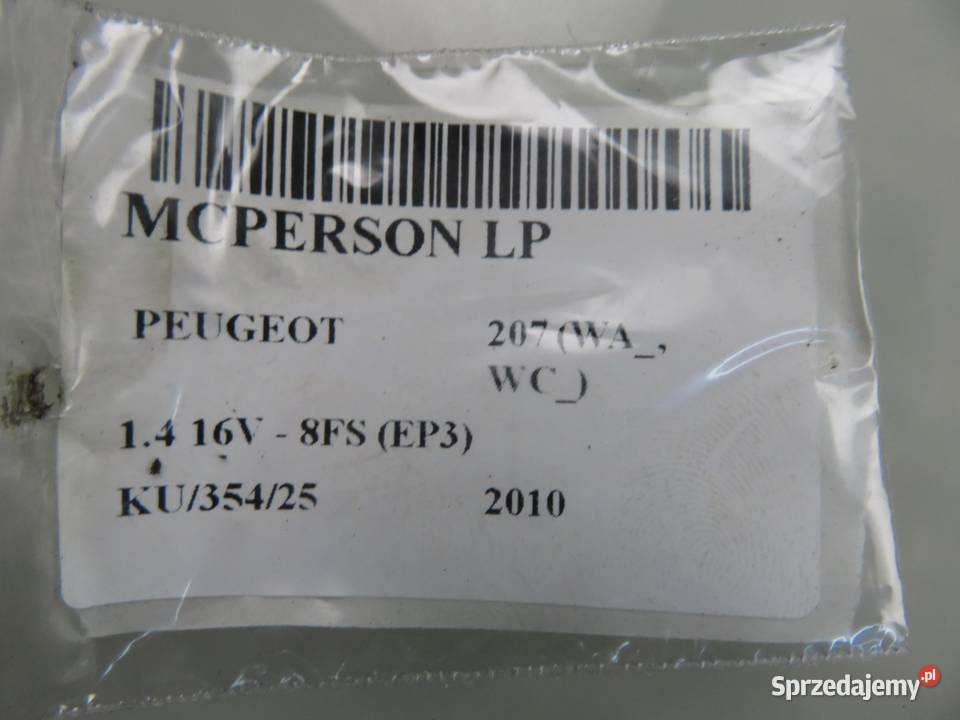 MCPERSON LP
PEUGEOT 207 (WA_,
WC_)
1.4 16V - 8FS (EP3)
KU/354/25 2010
Sprzedajemy.pl